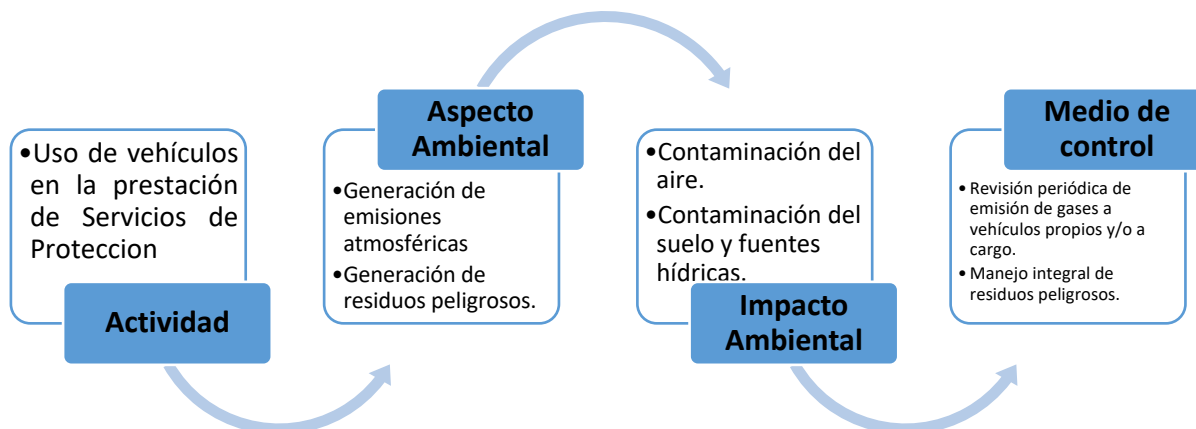 •Uso de vehículos
en la prestación
de Servicios de
Proteccion
Actividad
Aspecto
Ambiental
•Generación de
emisiones
atmosféricas
•Generación de
residuos peligrosos.
•Contaminación del
aire.
•Contaminación del
suelo y fuentes
hídricas.
Impacto
Ambiental
Medio de
control
• Revisión periódica de
emisión de gases a
vehículos propios y/o a
cargo.
• Manejo integral de
residuos peligrosos.